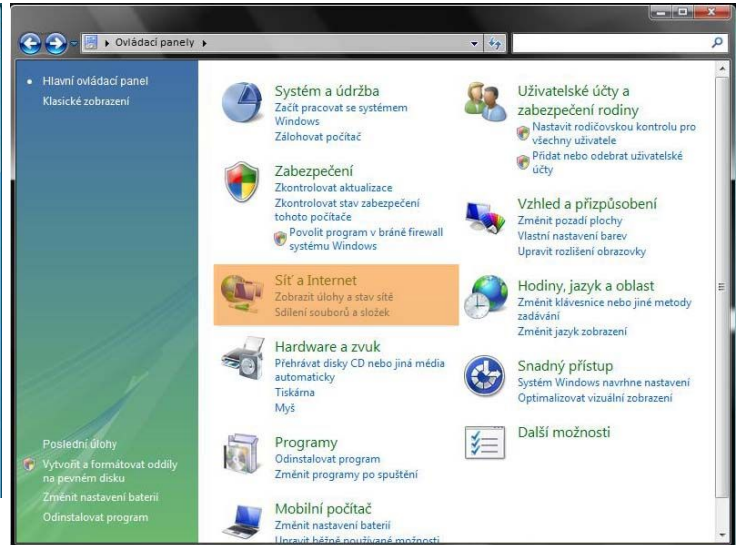 Ovládací panely
Hlavní ovládací panel
Klasické zobrazení
Systém a údržba
Začít pracovat se systémem
Windows
Zálohovat počítač
Zabezpečení
Zkontrolovat aktualizace
Zkontrolovat stav zabezpečení
tohoto počítače
Povolit program v bráně firewall
systému Windows
Síť a Internet
Zobrazit úlohy a stav sítě
Sdílení souborů a složek
Hardware a zvuk
Přehrávat disky CD nebo jiná média
automaticky
Tiskárna
Myš
Programy
Odinstalovat program
Změnit programy po spuštění
Mobilní počítač
Změnit nastavení baterií
Upravit běžně používané možnosti
Uživatelské účty a
zabezpečení rodiny
Nastavit rodičovskou kontrolu pro
všechny uživatele
Přidat nebo odebrat uživatelské
účty
Vzhled a přizpůsobení
Změnit pozadí plochy
Vlastní nastavení barev
Upravit rozlišení obrazovky
Hodiny, jazyk a oblast
Změnit klávesnice nebo jiné metody
zadávání
Změnit jazyk zobrazení
Snadný přístup
Systém Windows navrhne nastavení
Optimalizovat vizuální zobrazení
Další možnosti
Poslední úlohy
Vytvořit a formátovat oddíly
na pevném disku
Změnit nastavení baterií
Odinstalovat program